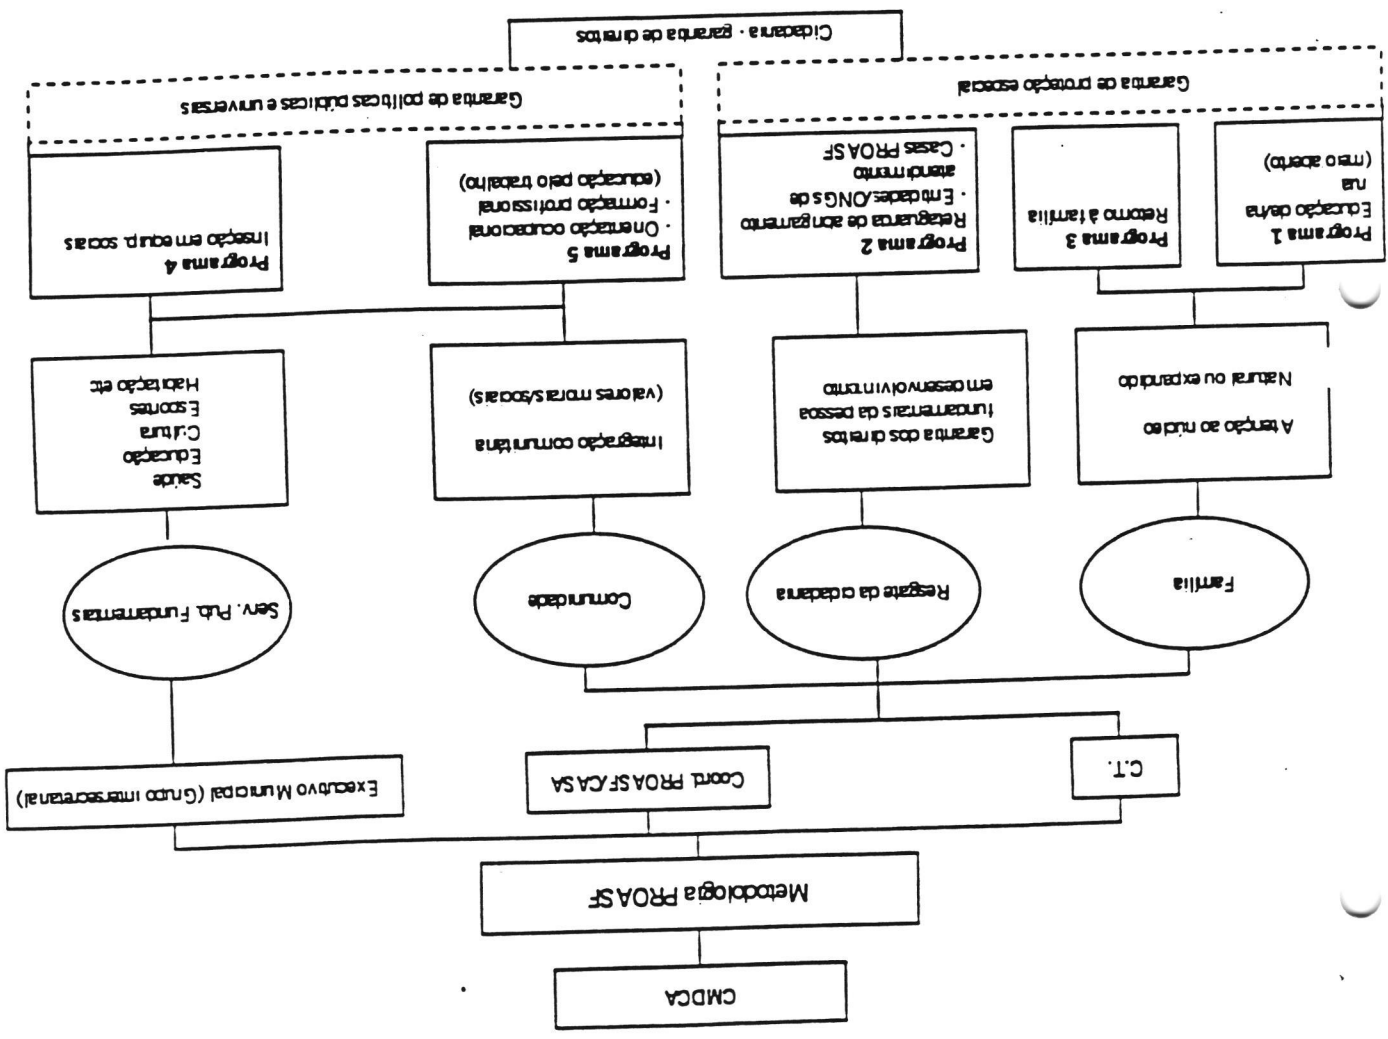 CMDCA
Metodologia PROASF
C.T.
Coord. PROASF/CASA
Executivo Municipal (Grupo intersecretarial)
Família
Resgate da cidadania
Comunidade
Serv. Pub. Fundamentais
Atenção ao núcleo
Natural ou expandido
Garantia dos direitos
fundamentais da pessoa
em desenvolvimento
Integração comunitária
(valores morais/sociais)
Saúde
Educação
Cultura
Esportes
Habitação etc
Programa 1
Educação de/na
rua
(meio aberto)
Programa 3
Retorno à família
Programa 2
Retaguarda de abrigamento
· Entidades/ONGs de
atendimento
· Casas PROASF
Programa 5
· Orientação ocupacional
· Formação profissional
(educação pelo trabalho)
Programa 4
Inseção em equip. sociais
Garantia de proteção especial
Garantia de políticas públicas e universais
Cidadania - garantia de direitos